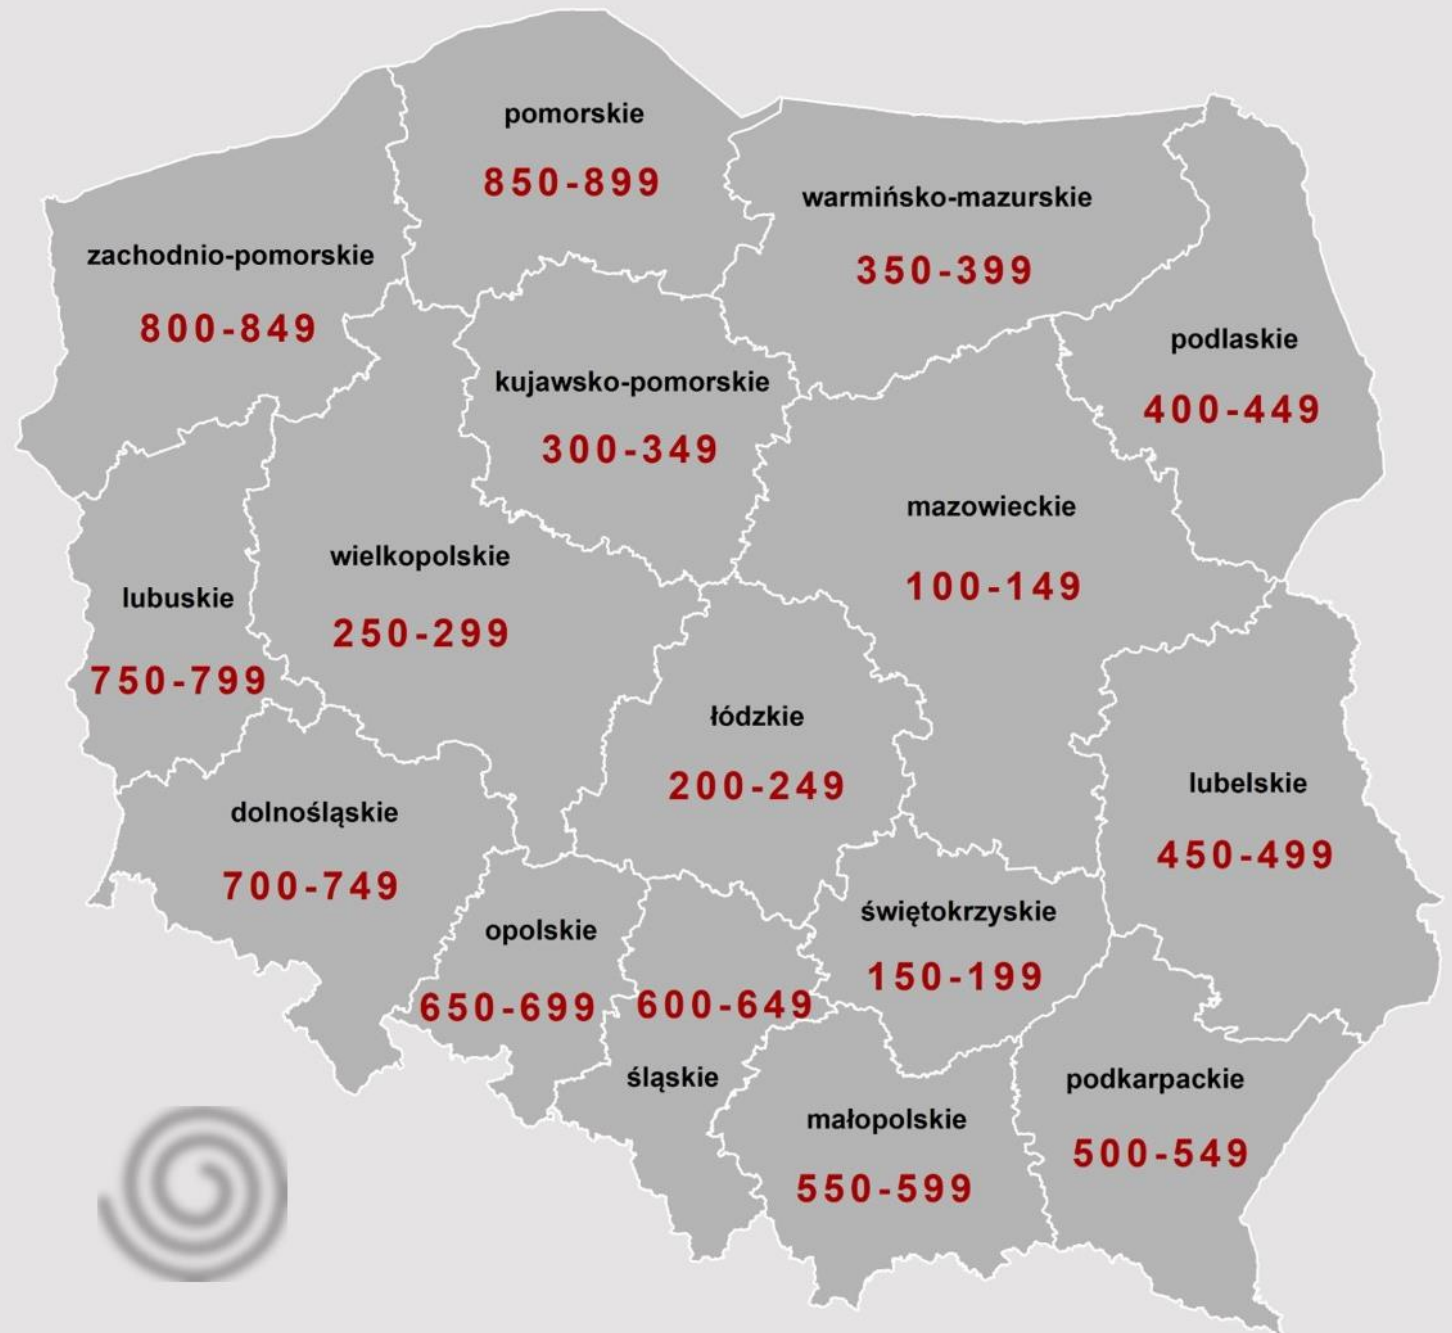 pomorskie
850-899
warmińsko-mazurskie
350-399
zachodnio-pomorskie
800-849
podlaskie
400-449
kujawsko-pomorskie
300-349
mazowieckie
100-149
wielkopolskie
250-299
lubuskie
750-799
łódzkie
200-249
lubelskie
450-499
dolnośląskie
700-749
świętokrzyskie
150-199
opolskie
650-699
600-649
śląskie
podkarpackie
500-549
małopolskie
550-599